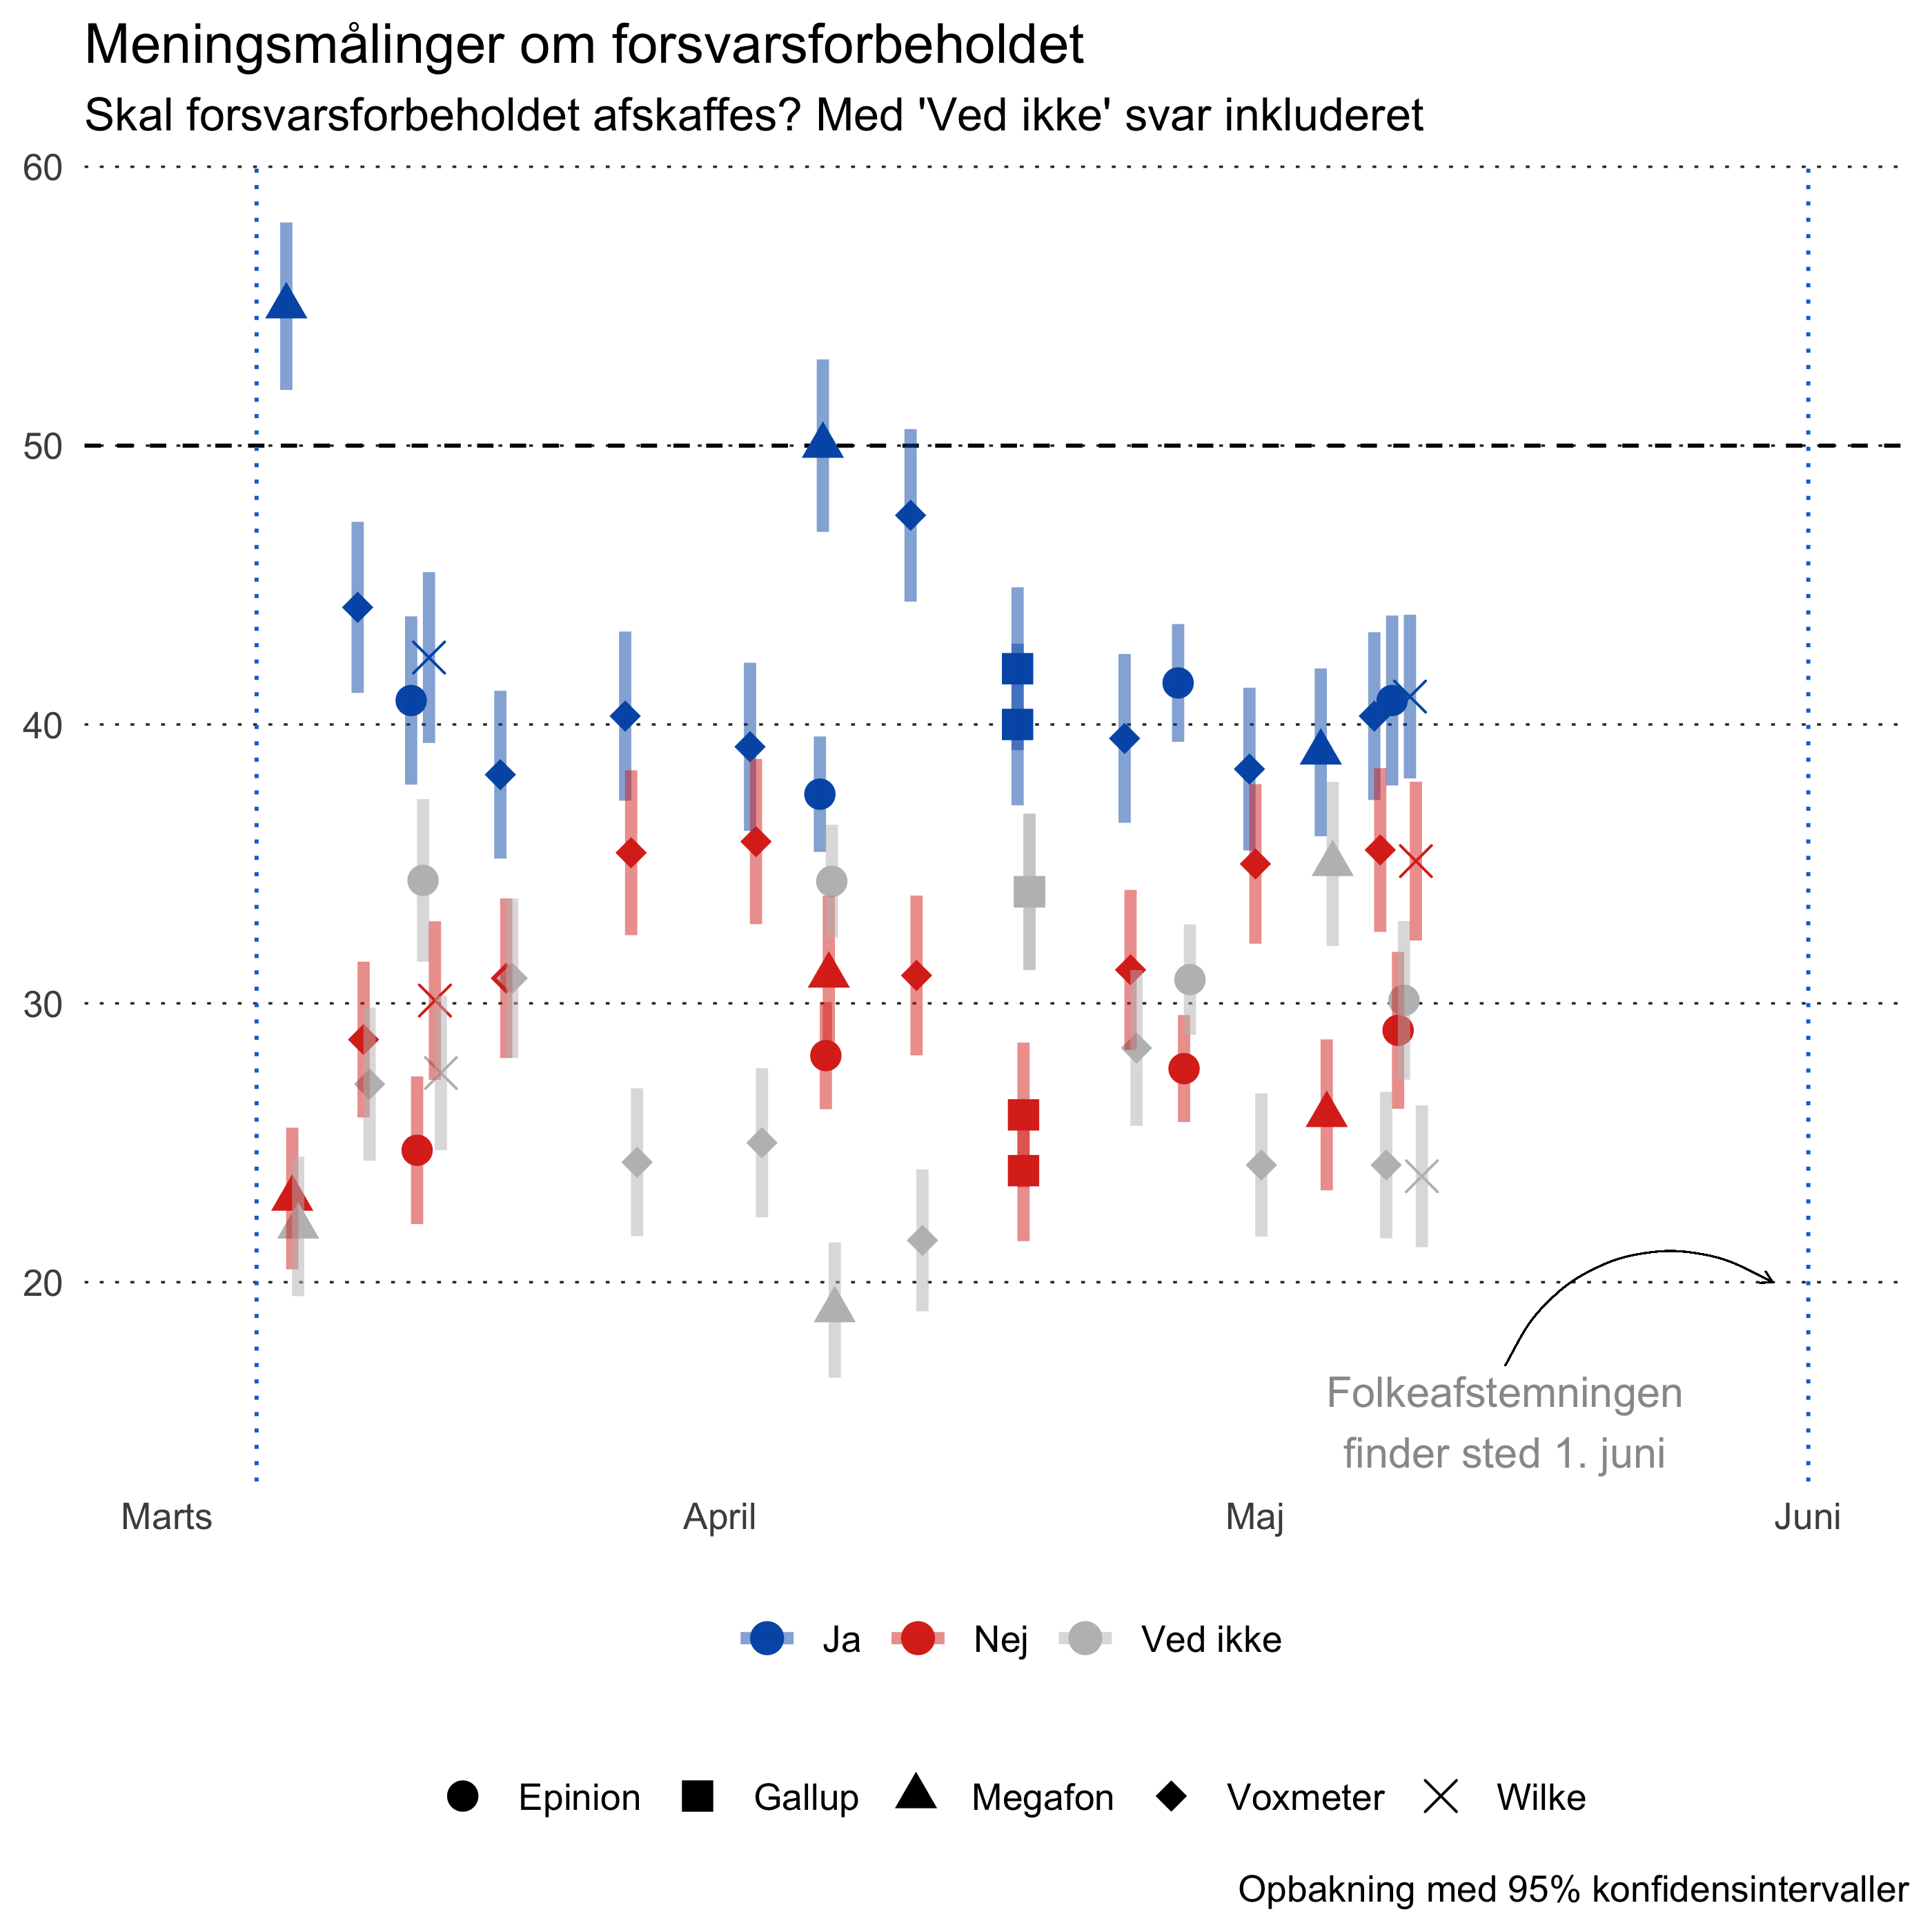 Meningsmålinger om forsvarsforbeholdet
Skal forsvarsforbeholdet afskaffes? Med 'Ved ikke' svar inkluderet
60
50
40
30
20
Folkeafstemningen
finder sted 1. juni
Marts April Maj Juni
Ja Nej Ved ikke
Epinion Gallup Megafon Voxmeter Wilke
Opbakning med 95% konfidensintervaller